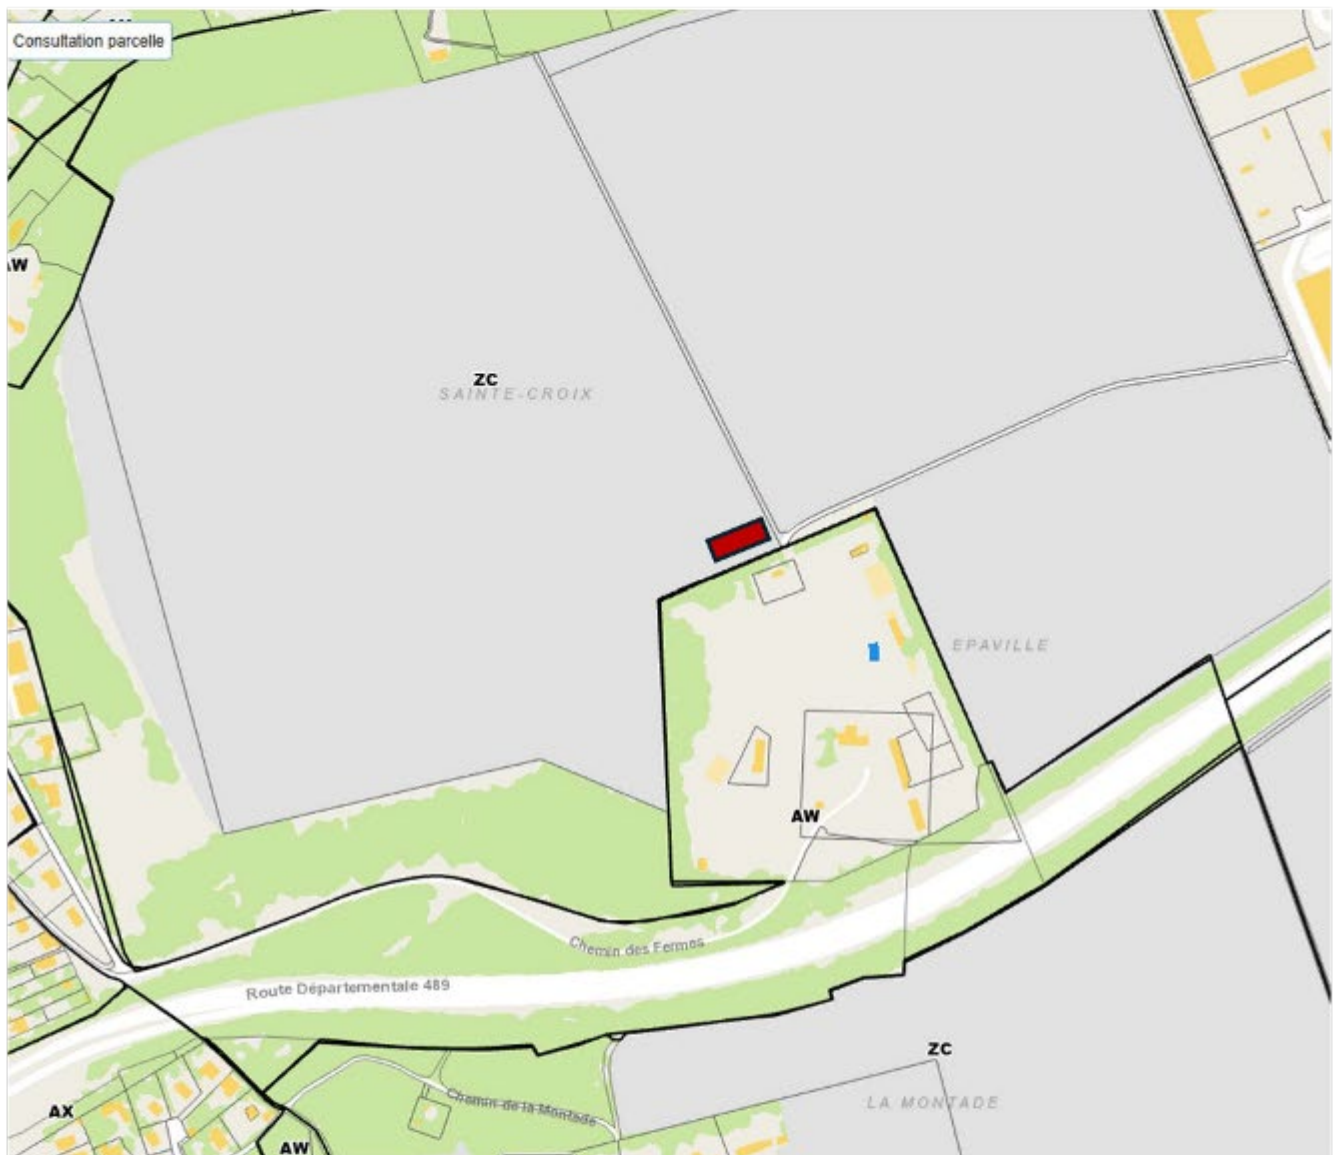 Consultation parcelle
AW
ZC
SAINTE-CROIX
EPAVILLE
AW
Chemin des Fermes
Route Départementale 489
ZC
LA MONTADE
Chemin de la Montade
AX
AW